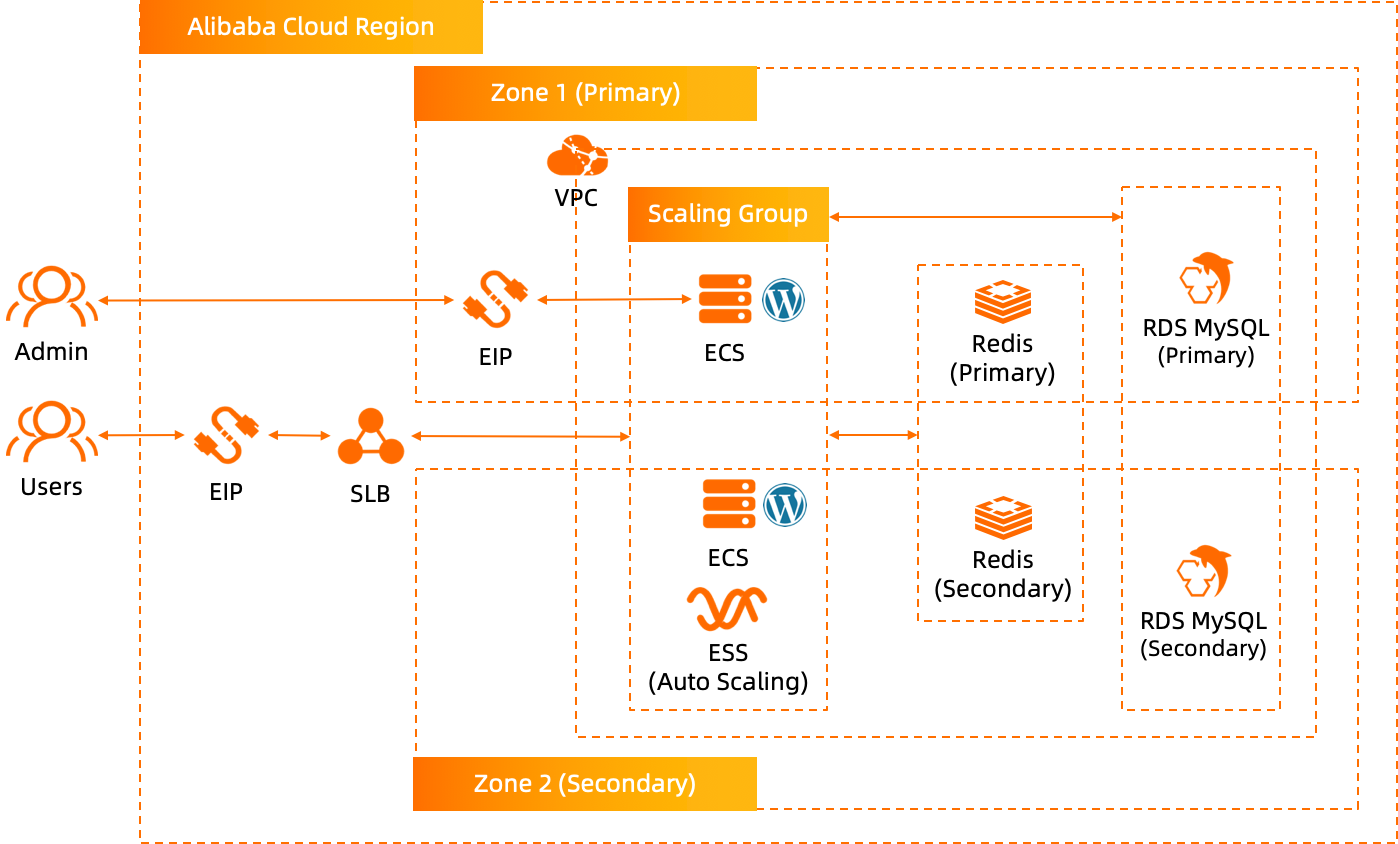 Alibaba Cloud Region
Zone 1 (Primary)
VPC
Scaling Group
Admin
EIP
ECS
Redis
(Primary)
RDS MySQL
(Primary)
Users
EIP
SLB
ECS
ESS
(Auto Scaling)
Redis
(Secondary)
RDS MySQL
(Secondary)
Zone 2 (Secondary)